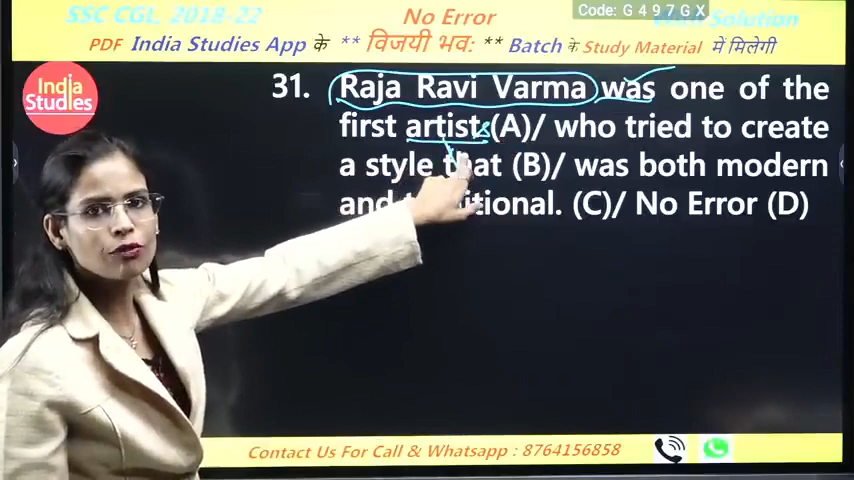 SSC CGL, 2018-22
No Error
Code: G 4 9 7 G X
Solution
PDF India Studies App के ** विजयी भव: ** Batch के Study Material में मिलेगी
India
Studies
31. Raja Ravi Varma was one of the
first artist (A)/ who tried to create
a style that (B)/ was both modern
and (C)/ No Error (D)
Contact Us For Call & Whatsapp : 8764156858